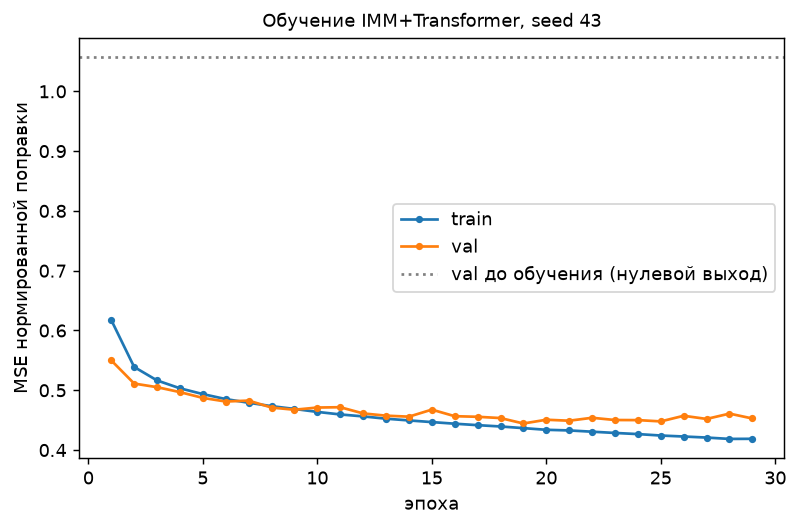 Обучение IMM+Transformer, seed 43
MSE нормированной поправки
1.0
0.9
0.8
0.7
0.6
0.5
0.4
train
val
val до обучения (нулевой выход)
0 5 10 15 20 25 30
эпоха